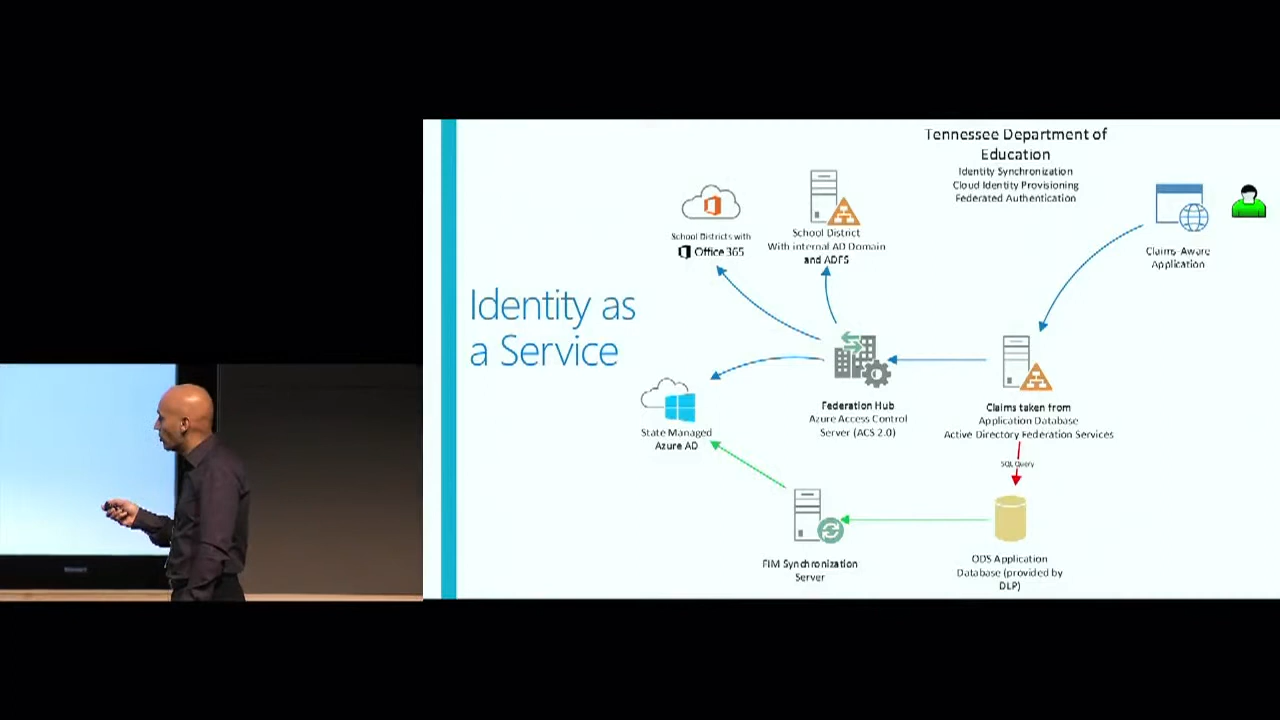 Tennessee Department of
Education
Identity Synchronization
Cloud Identity Provisioning
Federated Authentication
Identity as
a Service
School Districts with
Office 365
School District
With internal AD Domain
and ADFS
Claims-Aware
Application
Federation Hub
Azure Access Control
Server (ACS 2.0)
Claims taken from
Application Database
Active Directory Federation Services
SQL Query
State Managed
Azure AD
FIM Synchronization
Server
ODS Application
Database (provided by
DLP)